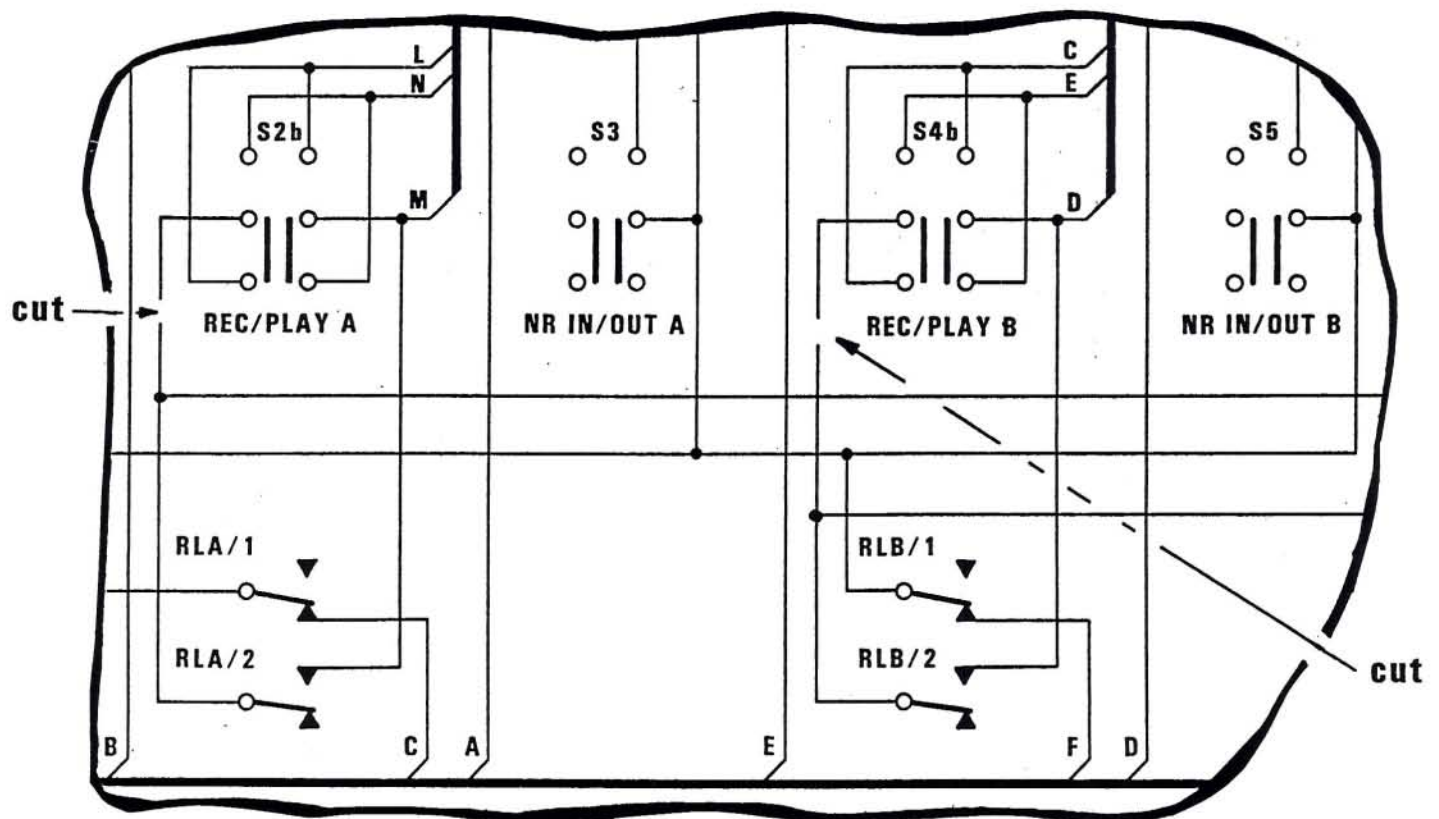 L
N
C
E
S2b
S3
S4b
S5
M
D
cut
REC/PLAY A
NR IN/OUT A
REC/PLAY B
NR IN/OUT B
RLA/1
RLB/1
RLA/2
RLB/2
cut
B
C
A
E
F
D